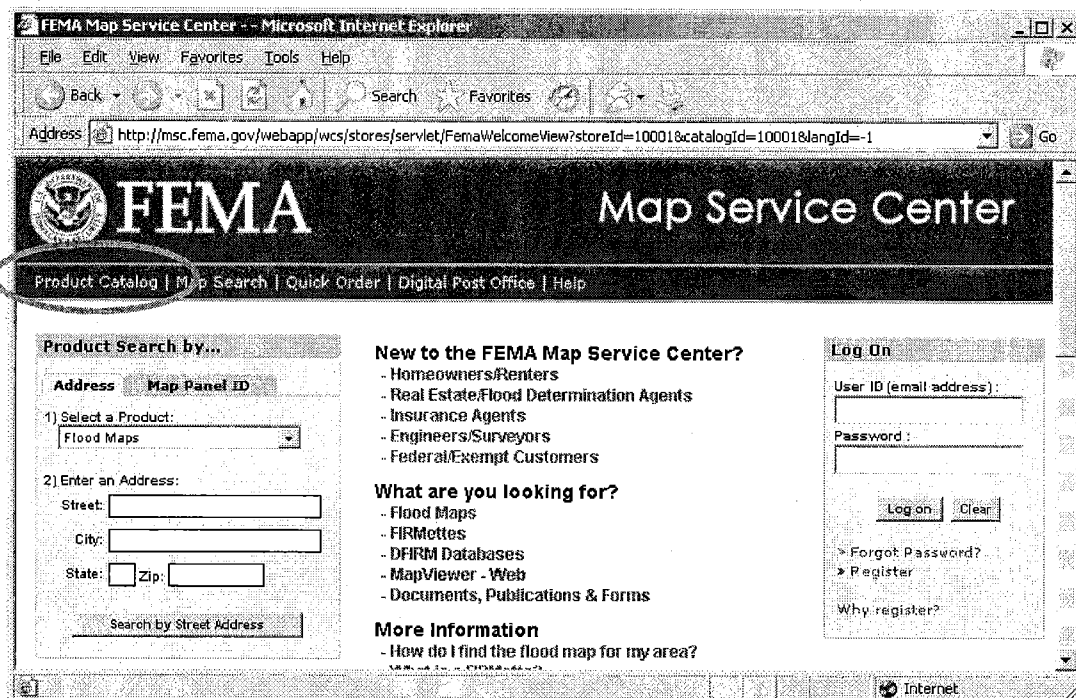 FEMA Map Service Center - - Microsoft Internet Explorer
File Edit View Favorites Tools Help
Back Search Favorites
Address http://msc.fema.gov/webapp/wcs/stores/servlet/FemaWelcomeView?storeId=10001&catalogId=10001&langId=-1 Go
FEMA Map Service Center
Product Catalog | Map Search | Quick Order | Digital Post Office | Help
Product Search by...
Address Map Panel ID
1) Select a Product:
Flood Maps
2) Enter an Address:
Street:
City:
State: Zip:
Search by Street Address
New to the FEMA Map Service Center?
- Homeowners/Renters
- Real Estate/Flood Determination Agents
- Insurance Agents
- Engineers/Surveyors
- Federal/Exempt Customers
What are you looking for?
- Flood Maps
- FIRMettes
- DFIRM Databases
- MapViewer - Web
- Documents, Publications & Forms
More Information
- How do I find the flood map for my area?
- What is a FIRMette?
Log On
User ID (email address) :
Password :
Log on Clear
> Forgot Password?
> Register
Why register?
Internet